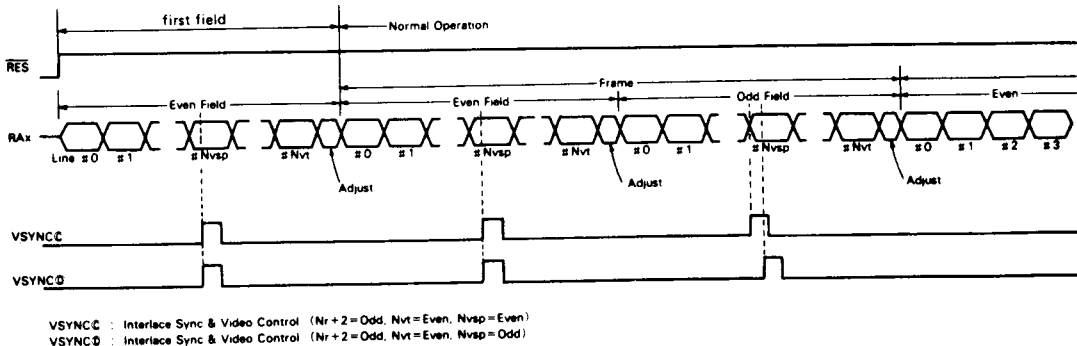 first field
Normal Operation
RES
Frame
Even Field
Even Field
Odd Field
Even
RAx
Line #0 #1 #Nvsp #Nvt #0 #1 #Nvsp #Nvt #0 #1 #Nvsp #Nvt #0 #1 #2 #3
Adjust Adjust Adjust
VSYNCⒸ
VSYNCⒹ
VSYNCⒸ : Interlace Sync & Video Control (Nr+2=Odd, Nvt=Even, Nvsp=Even)
VSYNCⒹ : Interlace Sync & Video Control (Nr+2=Odd, Nvt=Even, Nvsp=Odd)